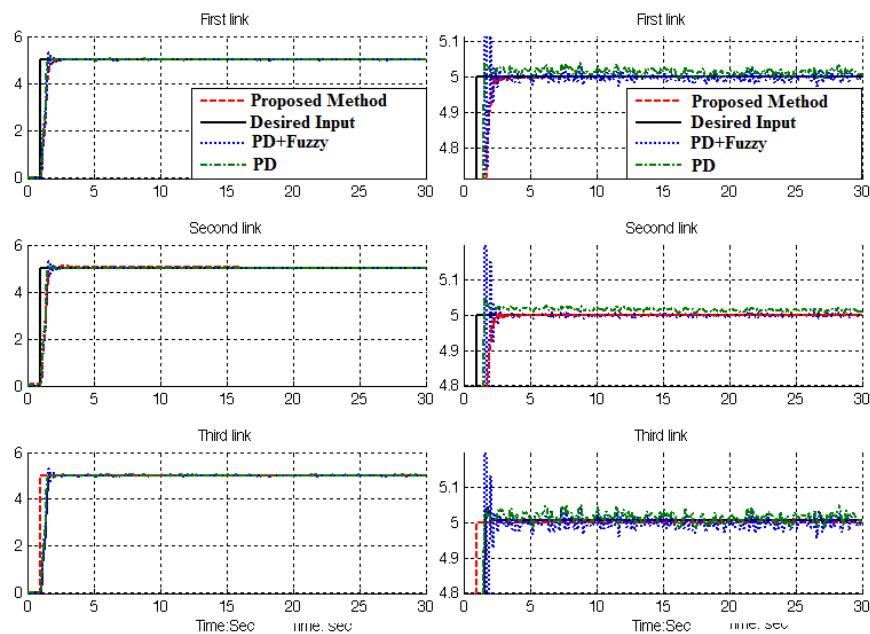 First link
6
4
2
0
0 5 10 15 20 25 30
Proposed Method
Desired Input
PD+Fuzzy
PD
First link
5.1
5
4.9
4.8
0 5 10 15 20 25 30
Proposed Method
Desired Input
PD+Fuzzy
PD
Second link
6
4
2
0
0 5 10 15 20 25 30
Second link
5.1
5
4.9
4.8
0 5 10 15 20 25 30
Third link
6
4
2
0
0 5 10 15 20 25 30
Time:Sec Time: Sec
Third link
5.1
5
4.9
4.8
0 5 10 15 20 25 30
Time:Sec Time: Sec